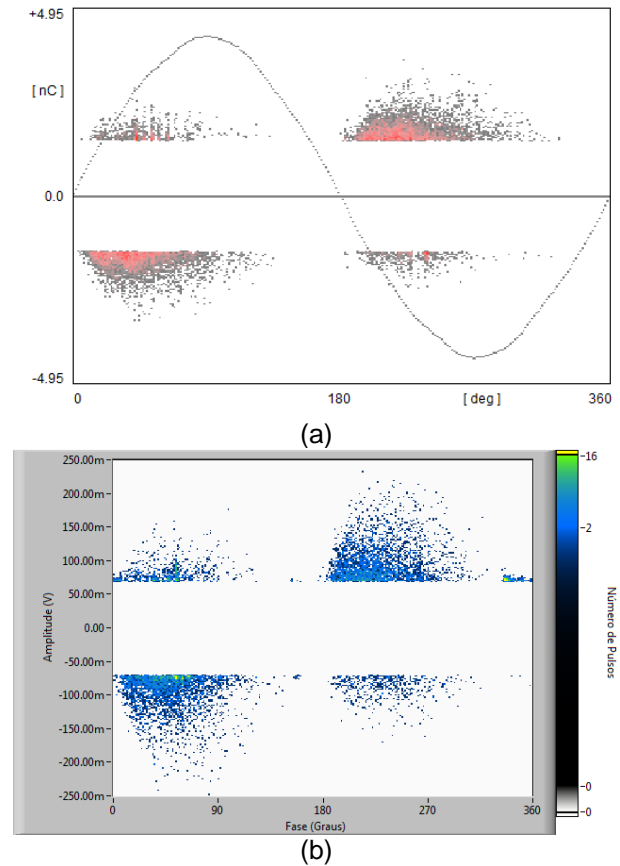 +4.95
[ nC]
0.0
-4.95
0
180
[ deg]
360
(a)
250.00m
200.00m
150.00m
100.00m
50.00m
0.00
-50.00m
-100.00m
-150.00m
-200.00m
-250.00m
Amplitude (V)
0
90
180
270
360
Fase (Graus)
-16
-2
-0
-0
Número de Pulsos
(b)